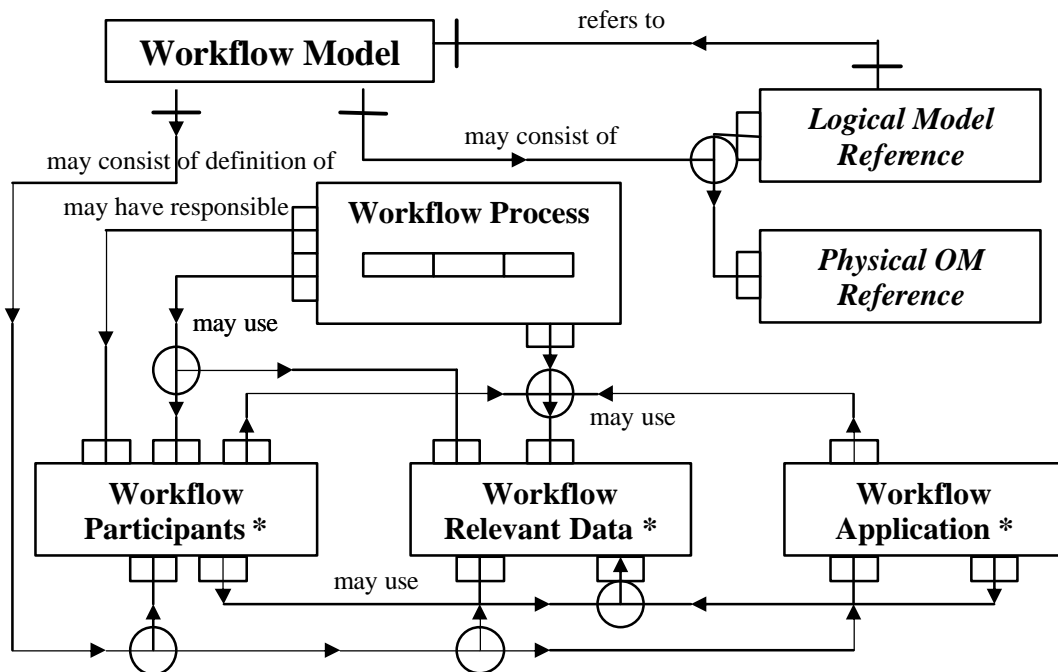 refers to
Workflow Model
Logical Model
Reference
may consist of
may consist of definition of
may have responsible
Workflow Process
Physical OM
Reference
may use
may use
Workflow
Participants *
Workflow
Relevant Data *
Workflow
Application *
may use